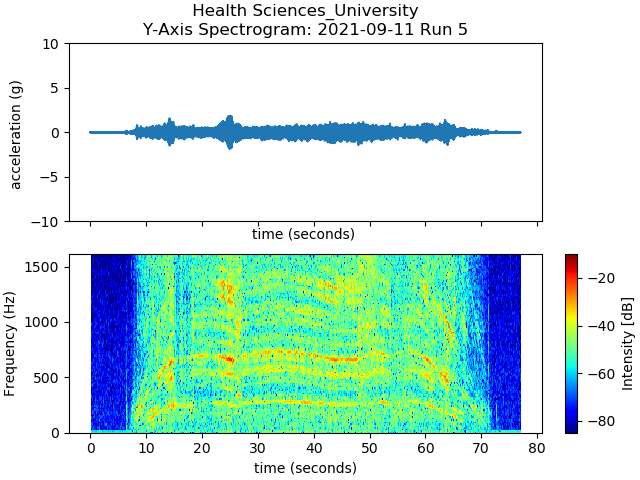 Health Sciences_University
Y-Axis Spectrogram: 2021-09-11 Run 5
10
5
0
−5
−10
acceleration (g)
time (seconds)
1500
1000
500
0
Frequency (Hz)
0 10 20 30 40 50 60 70 80
time (seconds)
−20
−40
−60
−80
Intensity [dB]